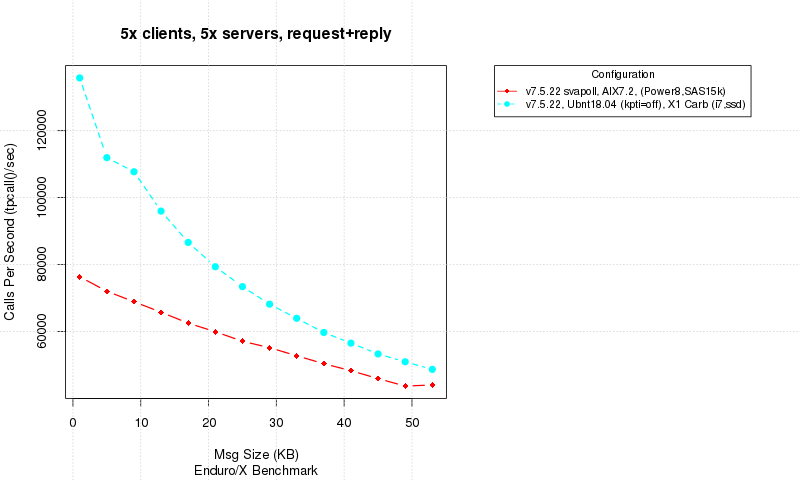 5x clients, 5x servers, request+reply
Configuration
v7.5.22 svapoll, AIX7.2, (Power8,SAS15k)
v7.5.22, Ubnt18.04 (kpti=off), X1 Carb (i7,ssd)
Calls Per Second (tpcall()/sec)
120000
100000
80000
60000
0 10 20 30 40 50
Msg Size (KB)
Enduro/X Benchmark